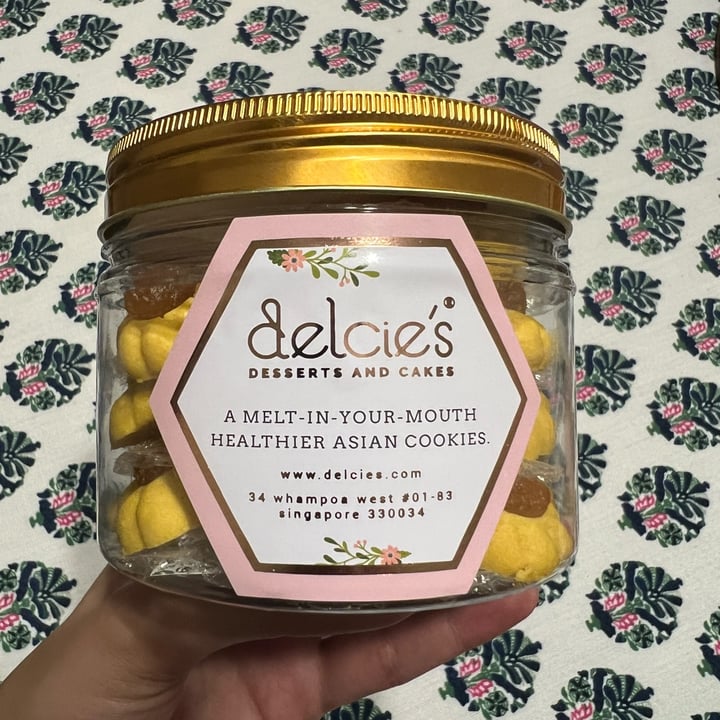 delcie's
DESSERTS AND CAKES
A MELT-IN-YOUR-MOUTH
HEALTHIER ASIAN COOKIES.
www.delcies.com
34 whampoa west #01-83
singapore 330034